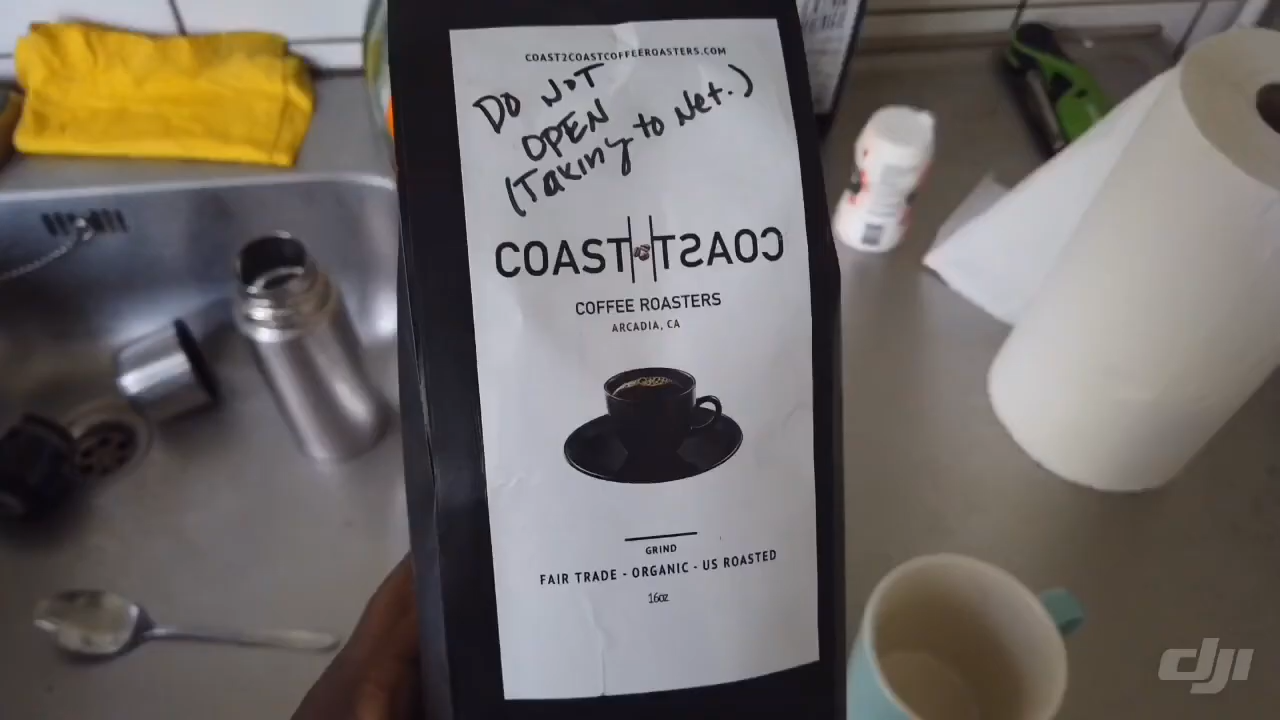 COAST2COASTCOFFEEROASTERS.COM
DO NOT
OPEN
(Taking to Net.)
COAST TSAOC
COFFEE ROASTERS
ARCADIA, CA
GRIND
FAIR TRADE - ORGANIC - US ROASTED
16oz
dji